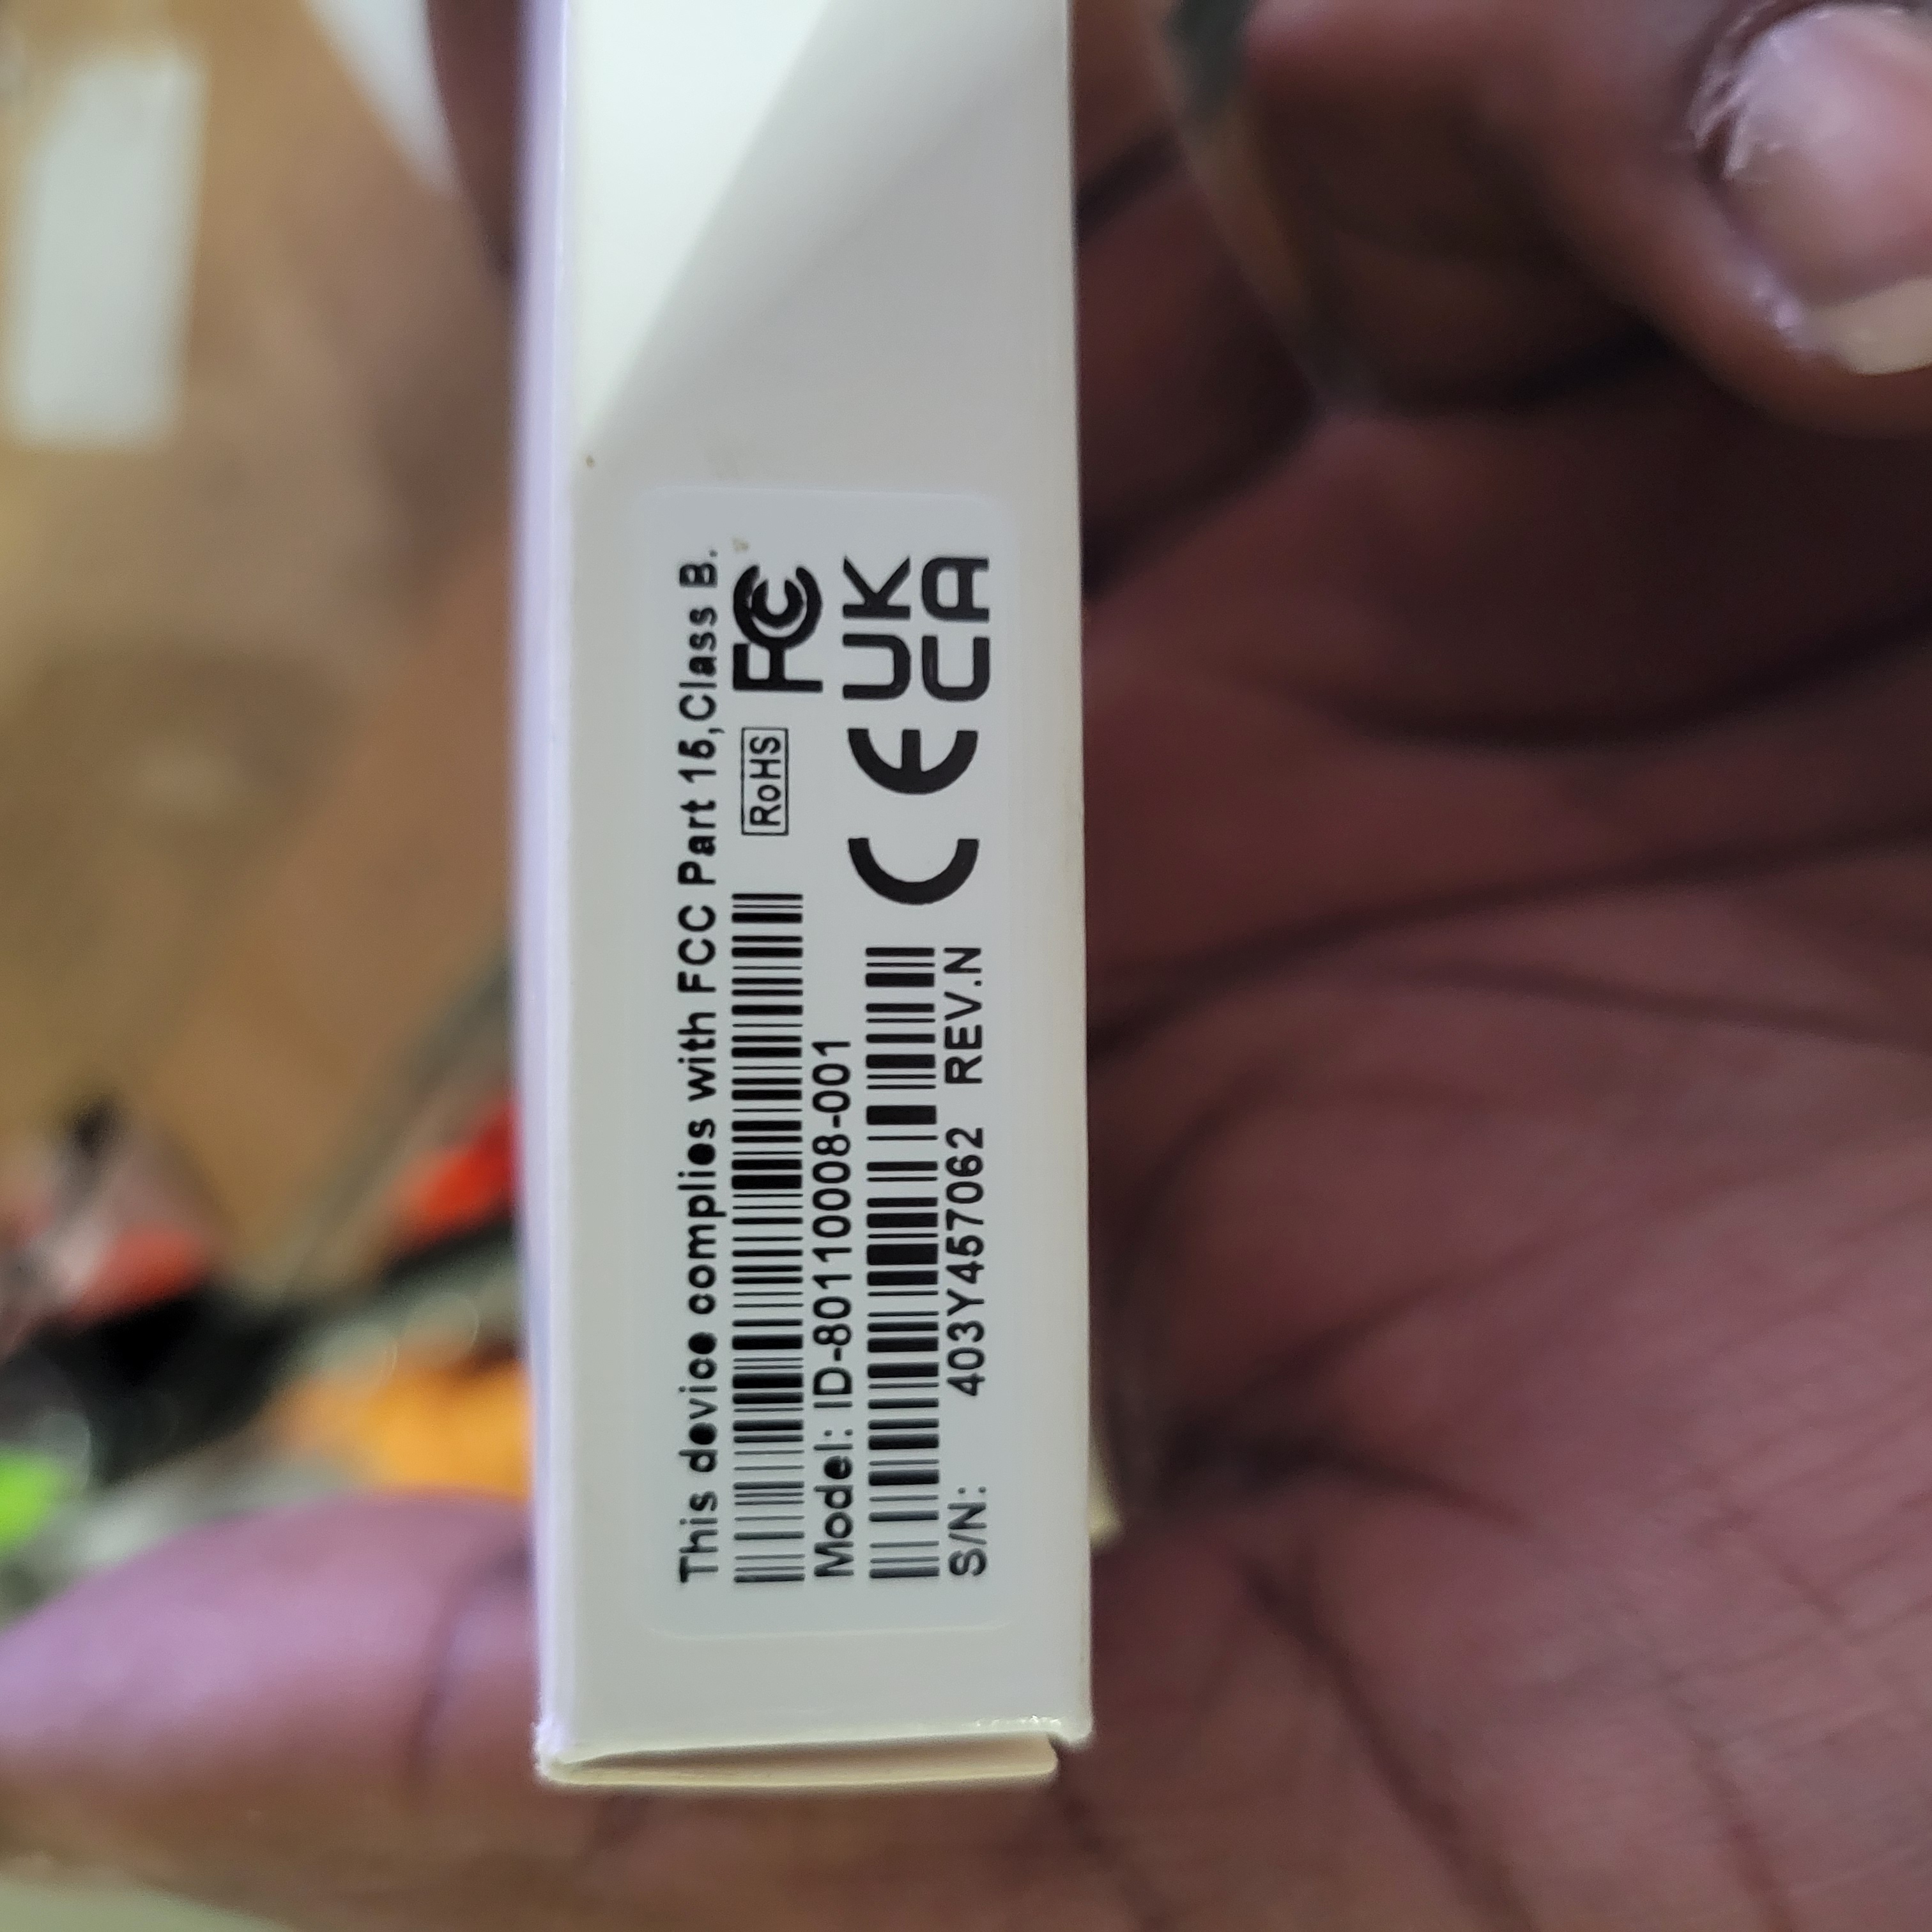 This device complies with FCC Part 15,Class B.
RoHS FC
Model: ID-80110008-001
CE UK
CA
S/N: 403Y457062 REV.N